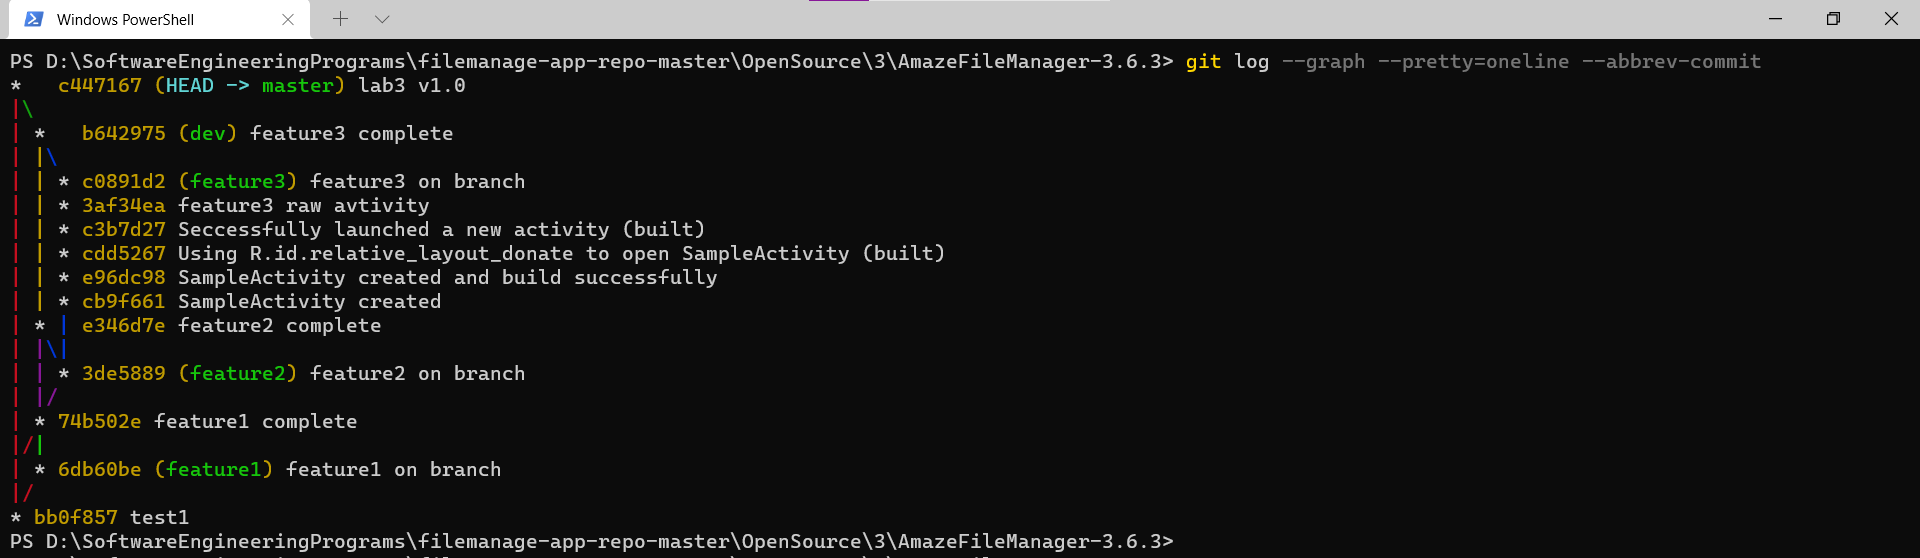 Windows PowerShell
PS D:\SoftwareEngineeringPrograms\filemanage-app-repo-master\OpenSource\3\AmazeFileManager-3.6.3> git log --graph --pretty=oneline --abbrev-commit
*   c447167 (HEAD -> master) lab3 v1.0
|\
| *   b642975 (dev) feature3 complete
| |\
| | * c0891d2 (feature3) feature3 on branch
| | * 3af34ea feature3 raw avtivity
| | * c3b7d27 Seccessfully launched a new activity (built)
| | * cdd5267 Using R.id.relative_layout_donate to open SampleActivity (built)
| | * e96dc98 SampleActivity created and build successfully
| | * cb9f661 SampleActivity created
| * | e346d7e feature2 complete
| |\|
| | * 3de5889 (feature2) feature2 on branch
| |/
| * 74b502e feature1 complete
|/|
| * 6db60be (feature1) feature1 on branch
|/
* bb0f857 test1
PS D:\SoftwareEngineeringPrograms\filemanage-app-repo-master\OpenSource\3\AmazeFileManager-3.6.3>